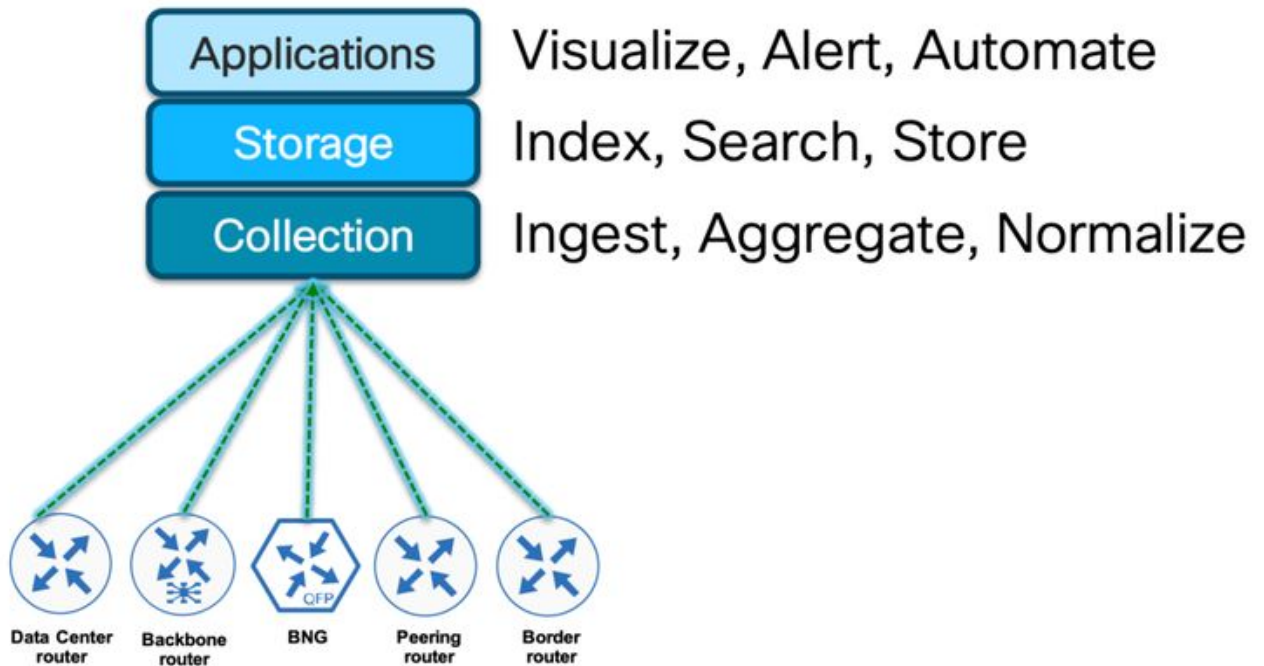 Applications Visualize, Alert, Automate
Storage Index, Search, Store
Collection Ingest, Aggregate, Normalize
QFP
Data Center
router
Backbone
router
BNG
Peering
router
Border
router